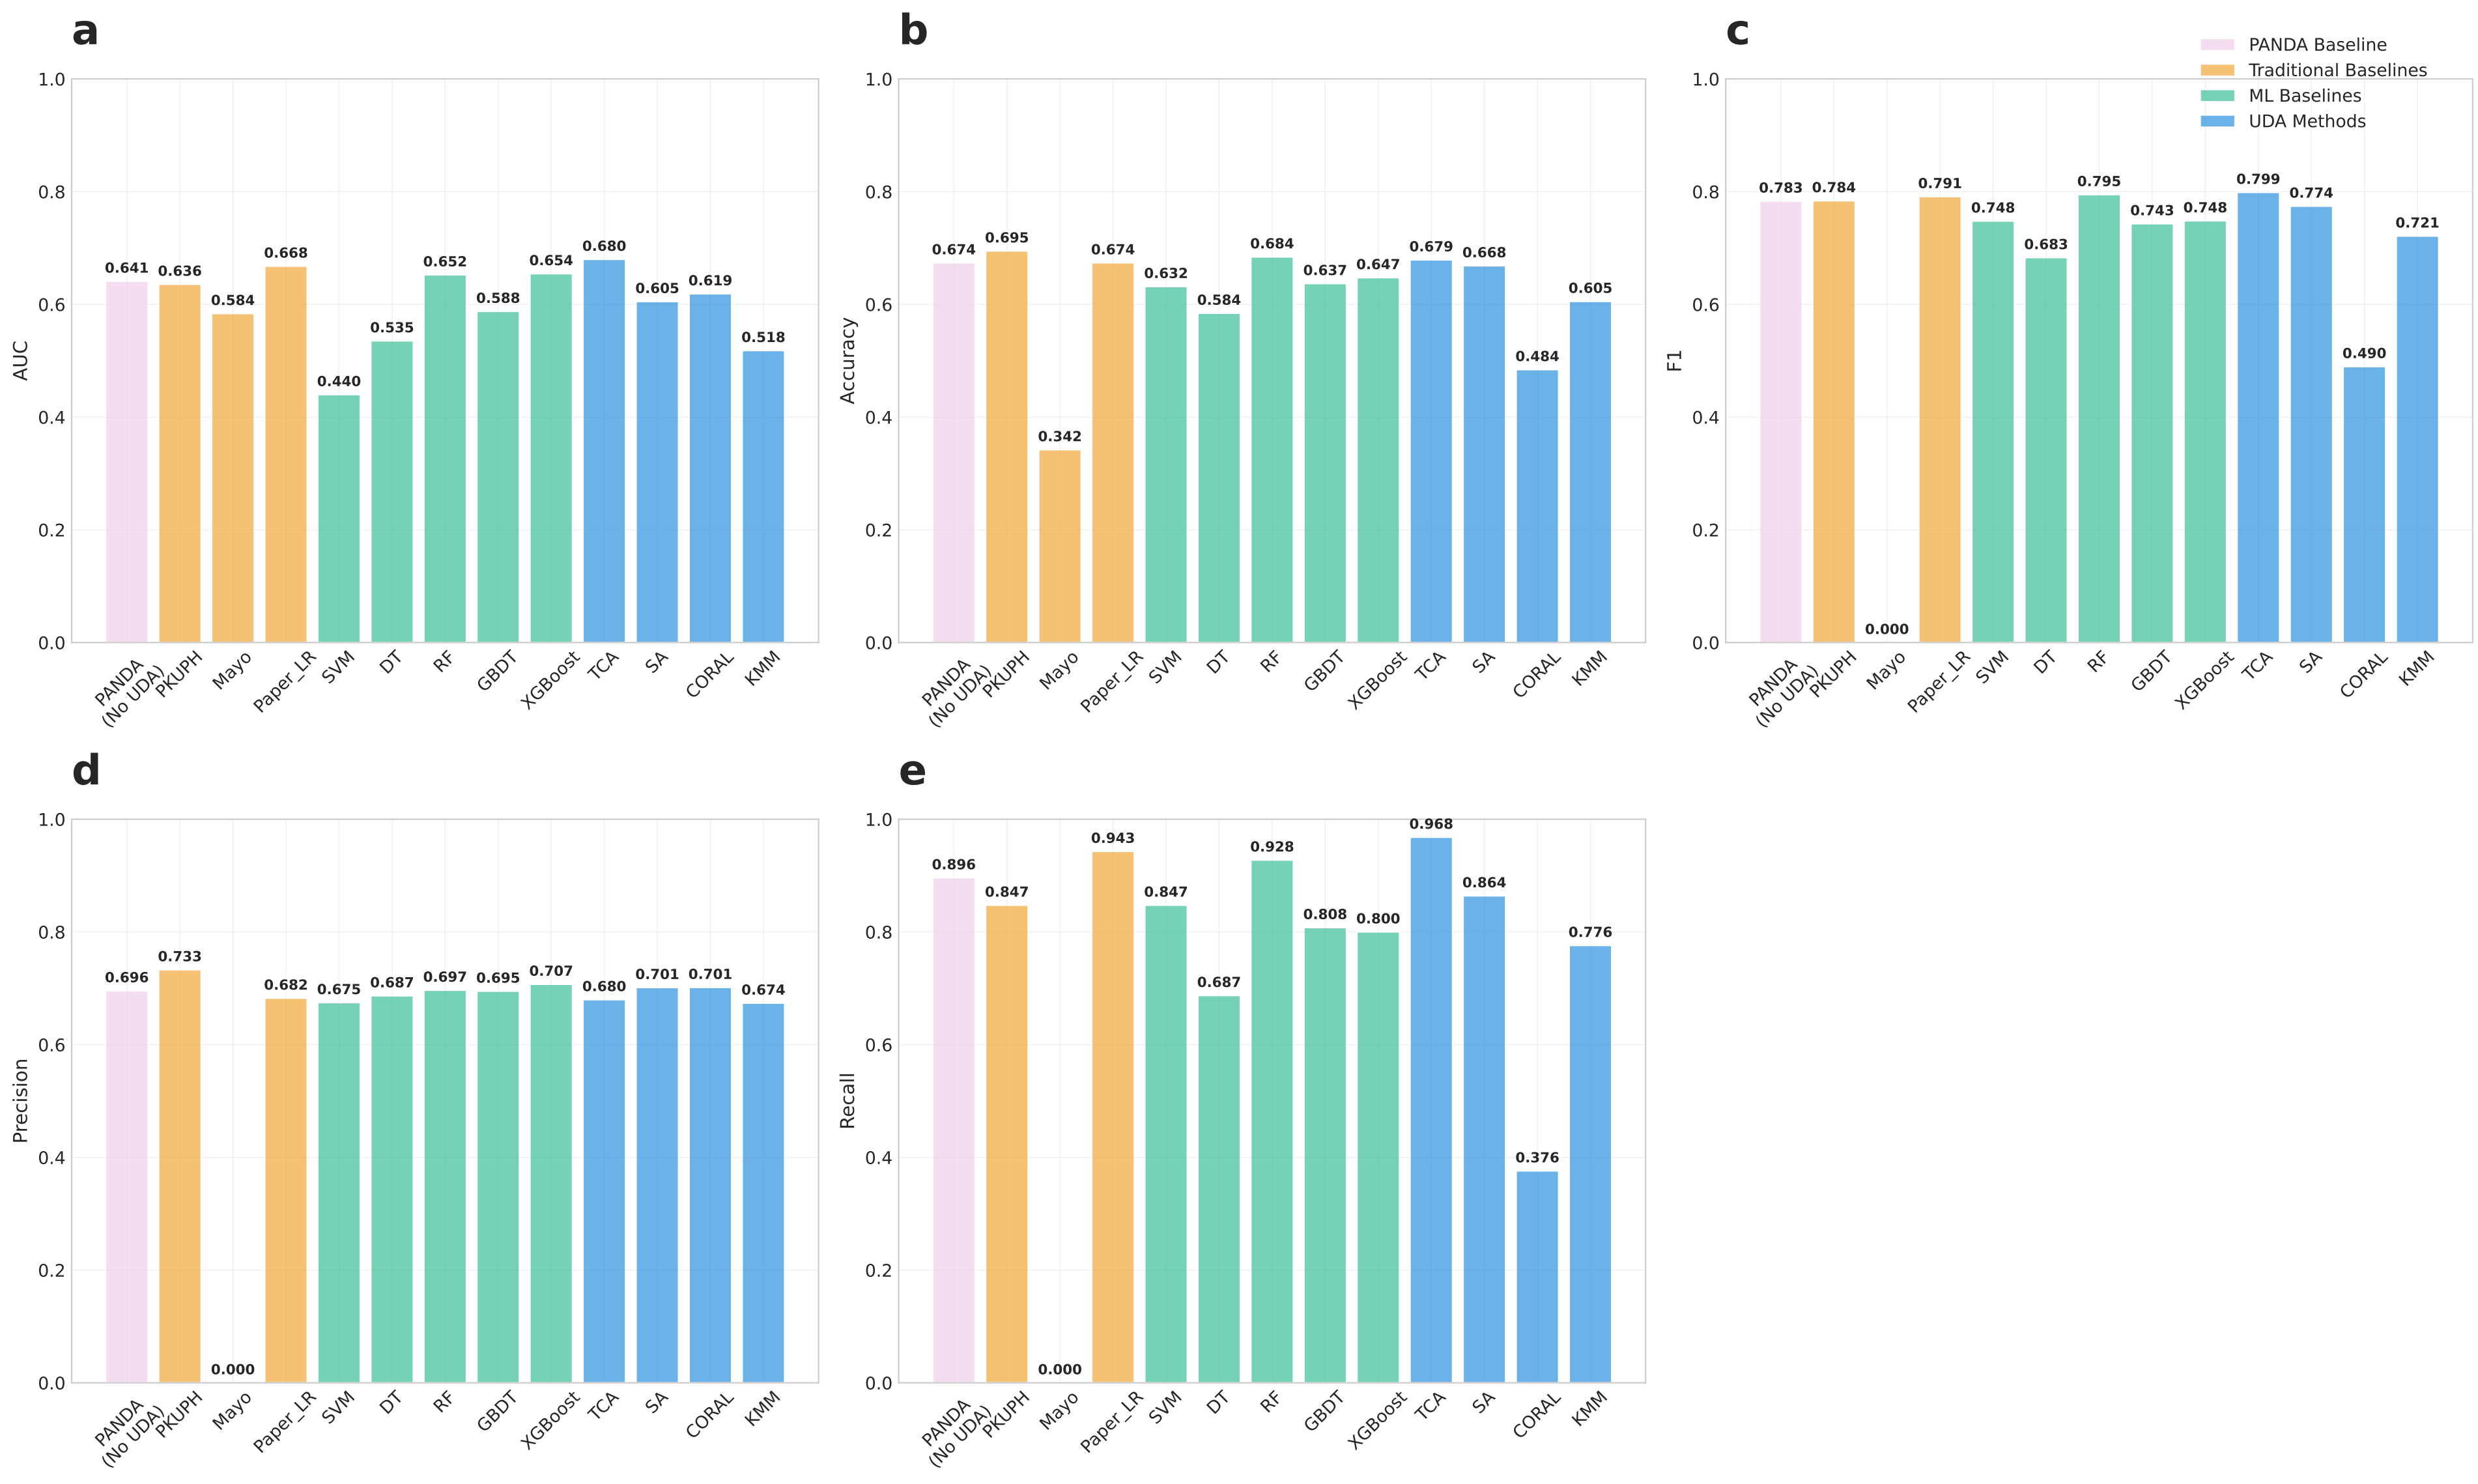 a
1.0
0.8
0.6
0.4
0.2
0.0
AUC
0.641
0.636
0.584
0.668
0.440
0.535
0.652
0.588
0.654
0.680
0.605
0.619
0.518
PANDA
(No UDA)
PKUPH
Mayo
Paper_LR
SVM
DT
RF
GBDT
XGBoost
TCA
SA
CORAL
KMM
b
1.0
0.8
0.6
0.4
0.2
0.0
Accuracy
0.674
0.695
0.342
0.674
0.632
0.584
0.684
0.637
0.647
0.679
0.668
0.484
0.605
PANDA
(No UDA)
PKUPH
Mayo
Paper_LR
SVM
DT
RF
GBDT
XGBoost
TCA
SA
CORAL
KMM
c
PANDA Baseline
Traditional Baselines
ML Baselines
UDA Methods
1.0
0.8
0.6
0.4
0.2
0.0
F1
0.783
0.784
0.000
0.791
0.748
0.683
0.795
0.743
0.748
0.799
0.774
0.490
0.721
PANDA
(No UDA)
PKUPH
Mayo
Paper_LR
SVM
DT
RF
GBDT
XGBoost
TCA
SA
CORAL
KMM
d
1.0
0.8
0.6
0.4
0.2
0.0
Precision
0.696
0.733
0.000
0.682
0.675
0.687
0.697
0.695
0.707
0.680
0.701
0.701
0.674
PANDA
(No UDA)
PKUPH
Mayo
Paper_LR
SVM
DT
RF
GBDT
XGBoost
TCA
SA
CORAL
KMM
e
1.0
0.8
0.6
0.4
0.2
0.0
Recall
0.896
0.847
0.000
0.943
0.847
0.687
0.928
0.808
0.800
0.968
0.864
0.376
0.776
PANDA
(No UDA)
PKUPH
Mayo
Paper_LR
SVM
DT
RF
GBDT
XGBoost
TCA
SA
CORAL
KMM